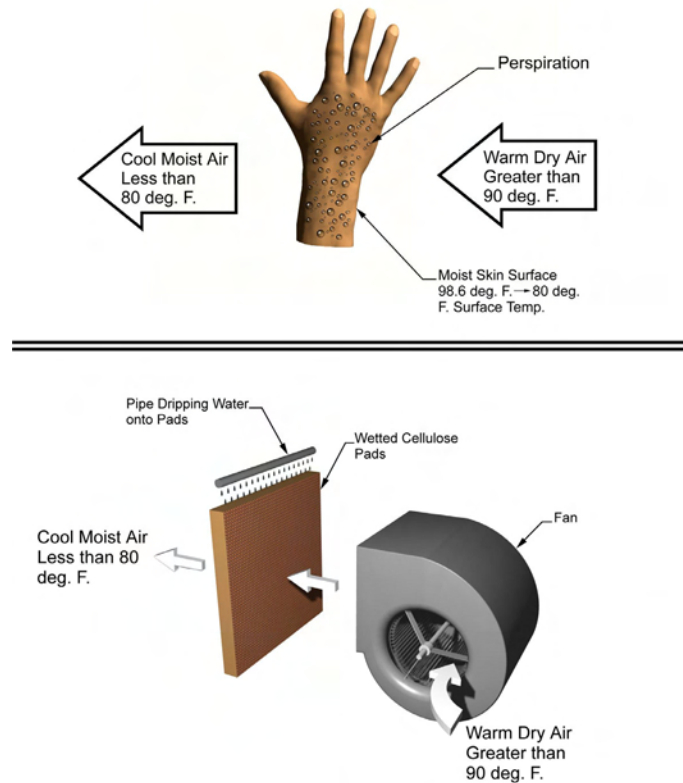 Perspiration
Cool Moist Air
Less than
80 deg. F.
Warm Dry Air
Greater than
90 deg. F.
Moist Skin Surface
98.6 deg. F.→80 deg.
F. Surface Temp.
Pipe Dripping Water
onto Pads
Wetted Cellulose
Pads
Fan
Cool Moist Air
Less than 80
deg. F.
Warm Dry Air
Greater than
90 deg. F.